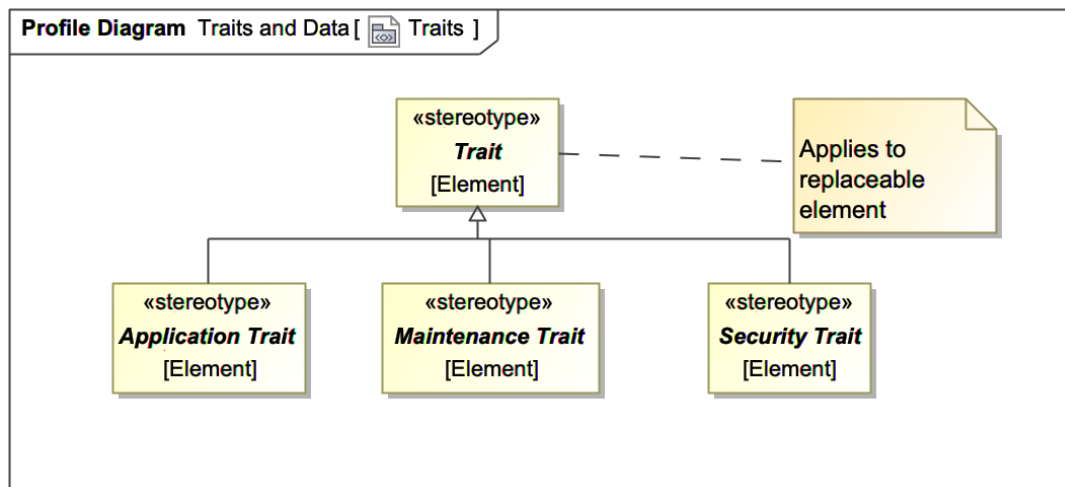 Profile Diagram Traits and Data [ Traits ]
«stereotype»
Trait
[Element]
Applies to
replaceable
element
«stereotype»
Application Trait
[Element]
«stereotype»
Maintenance Trait
[Element]
«stereotype»
Security Trait
[Element]